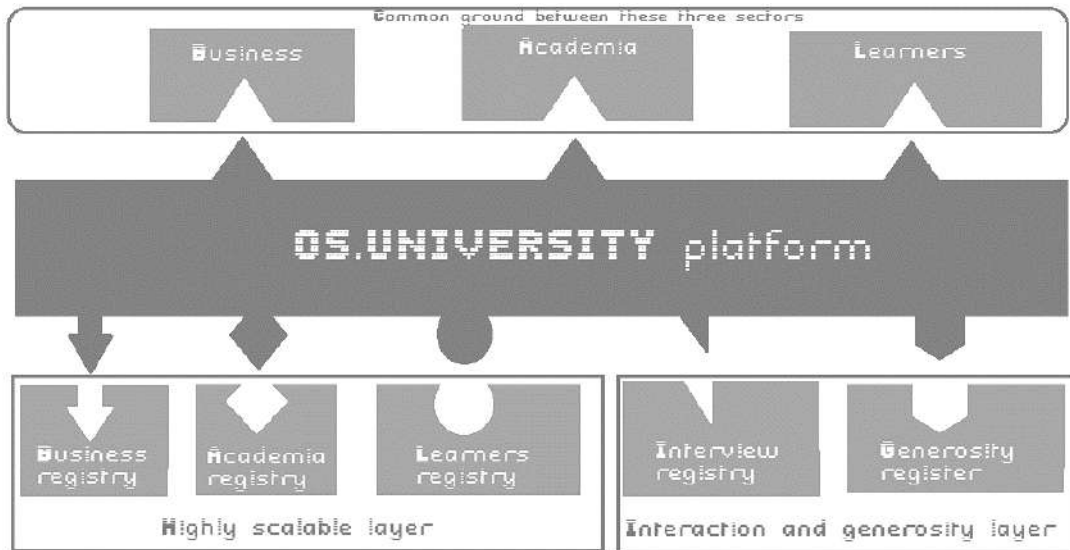 Common ground between these three sectors
Business
Academia
Learners
OS.UNIVERSITY platform
Business
registry
Academia
registry
Learners
registry
Interview
registry
Generosity
register
Highly scalable layer
Interaction and generosity layer